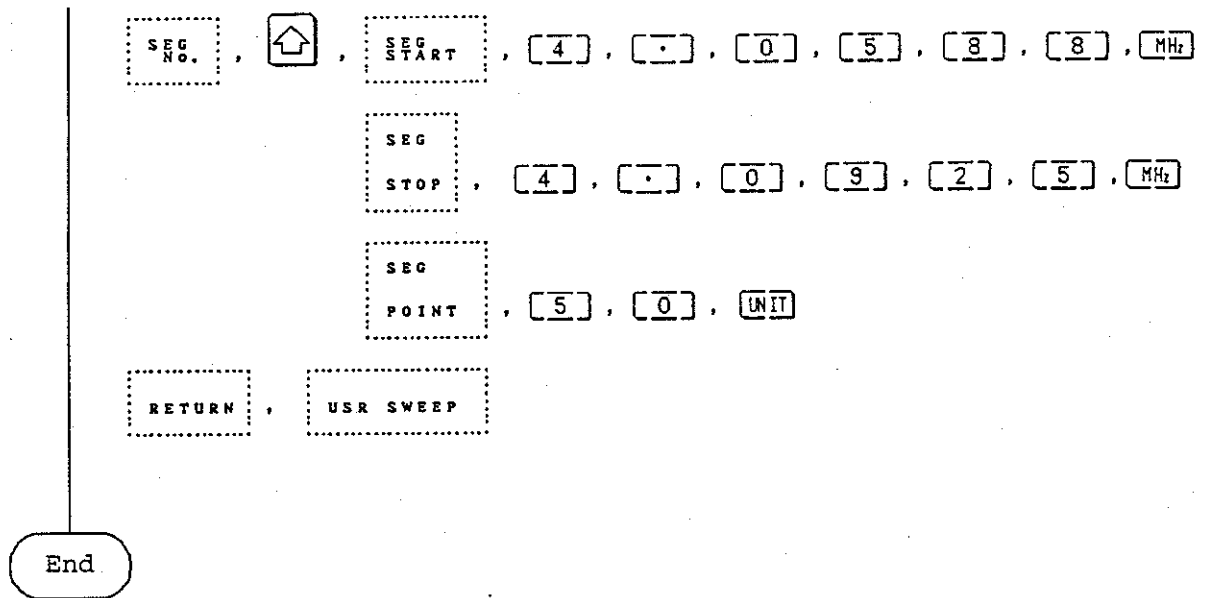 SEG NO. , ⇧ , SEG START , 4 , · , 0 , 5 , 8 , 8 , MHz
SEG STOP , 4 , · , 0 , 9 , 2 , 5 , MHz
SEG POINT , 5 , 0 , UNIT
RETURN , USR SWEEP
End